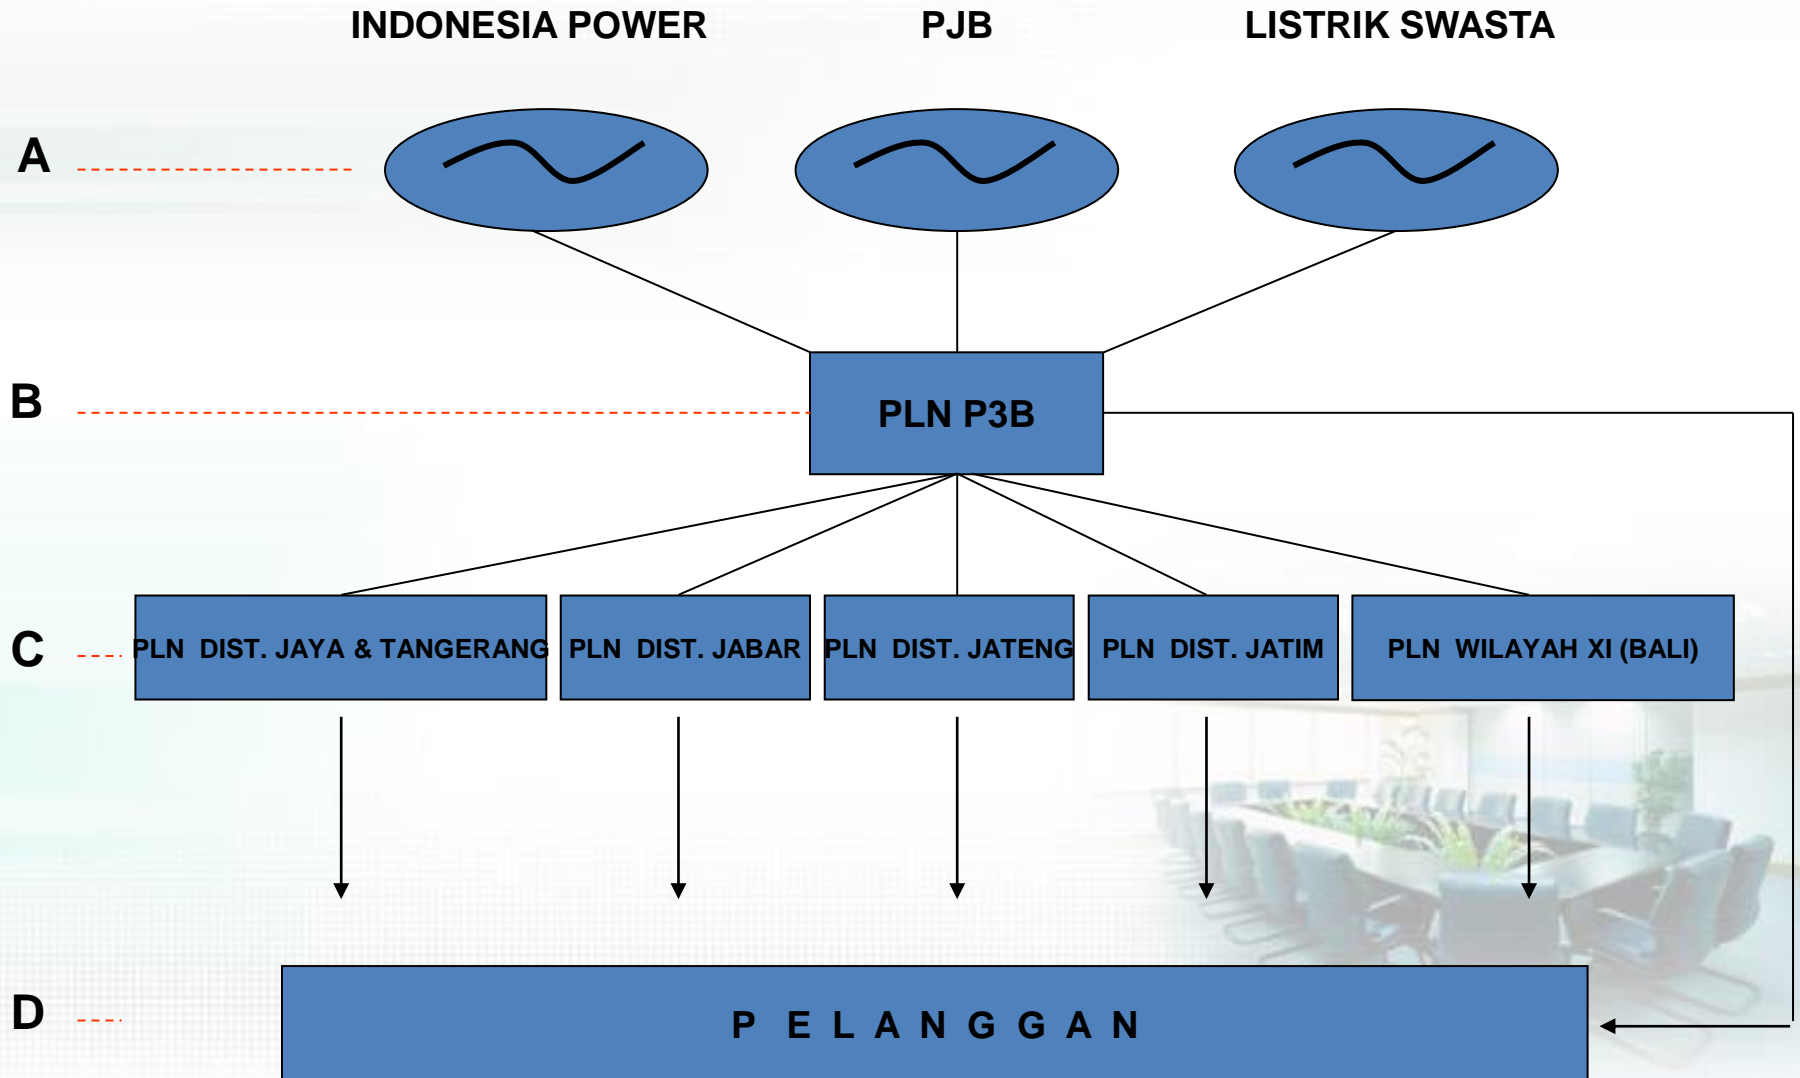 INDONESIA POWER PJB LISTRIK SWASTA
A
B
PLN P3B
C
PLN DIST. JAYA & TANGERANG
PLN DIST. JABAR
PLN DIST. JATENG
PLN DIST. JATIM
PLN WILAYAH XI (BALI)
D
P E L A N G G A N